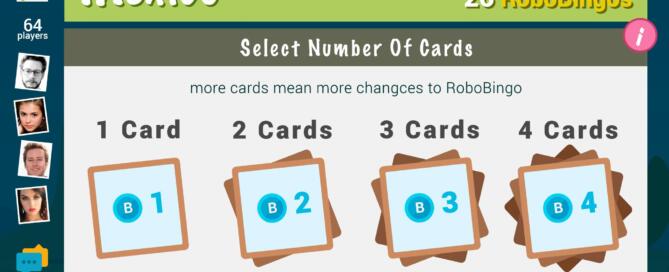 20 RoboBingos
64
players
i
Select Number Of Cards
more cards mean more changces to RoboBingo
1 Card 2 Cards 3 Cards 4 Cards
B 1 B 2 B 3 B 4